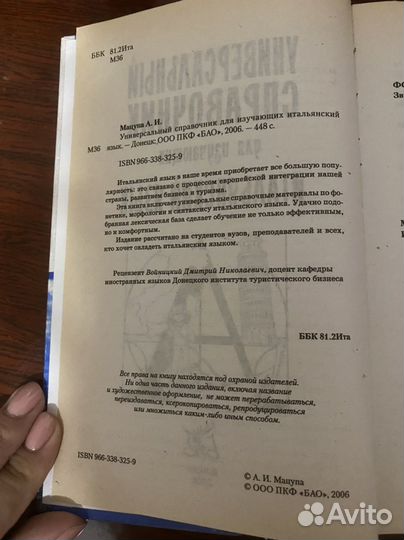 ББК 81.2Ита
М36
Мацупа А. И.
Универсальный справочник для изучающих итальянский
М36 язык. — Донецк: ООО ПКФ «БАО», 2006. — 448 с.
ISBN 966-338-325-9
Итальянский язык в наше время приобретает все большую попу-
лярность: это связано с процессом европейской интеграции нашей
страны, развитием бизнеса и туризма.
Эта книга включает универсальные справочные материалы по фо-
нетике, морфологии и синтаксису итальянского языка. Удачно подо-
бранная лексическая база сделает обучение не только эффективным,
но и комфортным.
Издание рассчитано на студентов вузов, преподавателей и всех,
кто хочет овладеть итальянским языком.
Рецензент Войницкий Дмитрий Николаевич, доцент кафедры
иностранных языков Донецкого института туристического бизнеса
ББК 81.2Ита
Все права на книгу находятся под охраной издателей.
Ни одна часть данного издания, включая название
и художественное оформление, не может перерабатываться,
переиздаваться, ксерокопироваться, репродуцироваться
или множиться каким-либо иным способом.
ISBN 966-338-325-9
© А. И. Мацупа
© ООО ПКФ «БАО», 2006
УНИВЕРСАЛЬНЫЙ
СПРАВОЧНИК
для изучающих
Avito